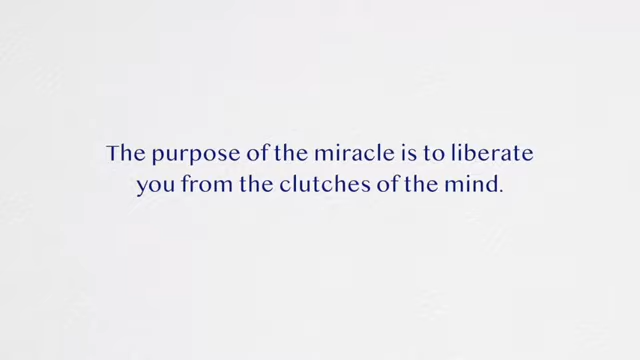 The purpose of the miracle is to liberate
you from the clutches of the mind.